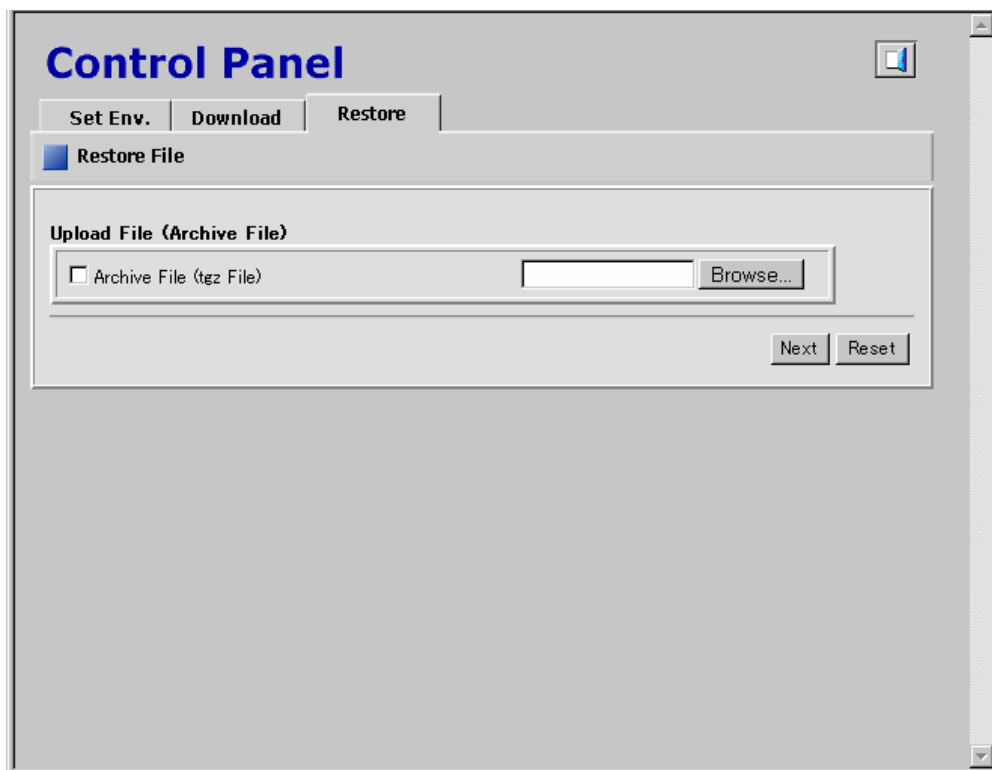 Control Panel
Set Env. Download Restore
Restore File
Upload File (Archive File)
Archive File (tgz File) Browse...
Next Reset